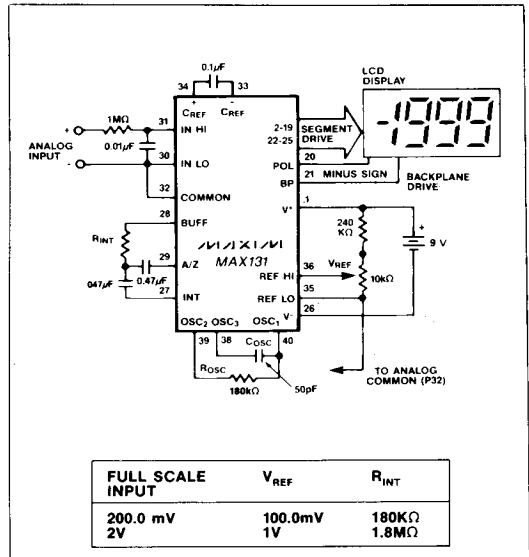 0.1µF
34 33
+ -
CREF CREF
1MΩ
+ 31 IN HI
ANALOG INPUT
0.01µF
- 30 IN LO
32 COMMON
28 BUFF
RINT
29 A/Z
0.47µF
047µF
27 INT
MAXIM
MAX131
OSC2 OSC3 OSC1
39 38 40
COSC
ROSC
180kΩ
50pF
LCD
DISPLAY
-1999
2-19
22-25
SEGMENT
DRIVE
POL 20
MINUS SIGN
BP 21
BACKPLANE
DRIVE
V+ 1
240
KΩ
+
9 V
VREF
REF HI 36
10kΩ
REF LO 35
V- 26
TO ANALOG
COMMON (P32)
FULL SCALE INPUT VREF RINT
200.0 mV 100.0mV 180KΩ
2V 1V 1.8MΩ